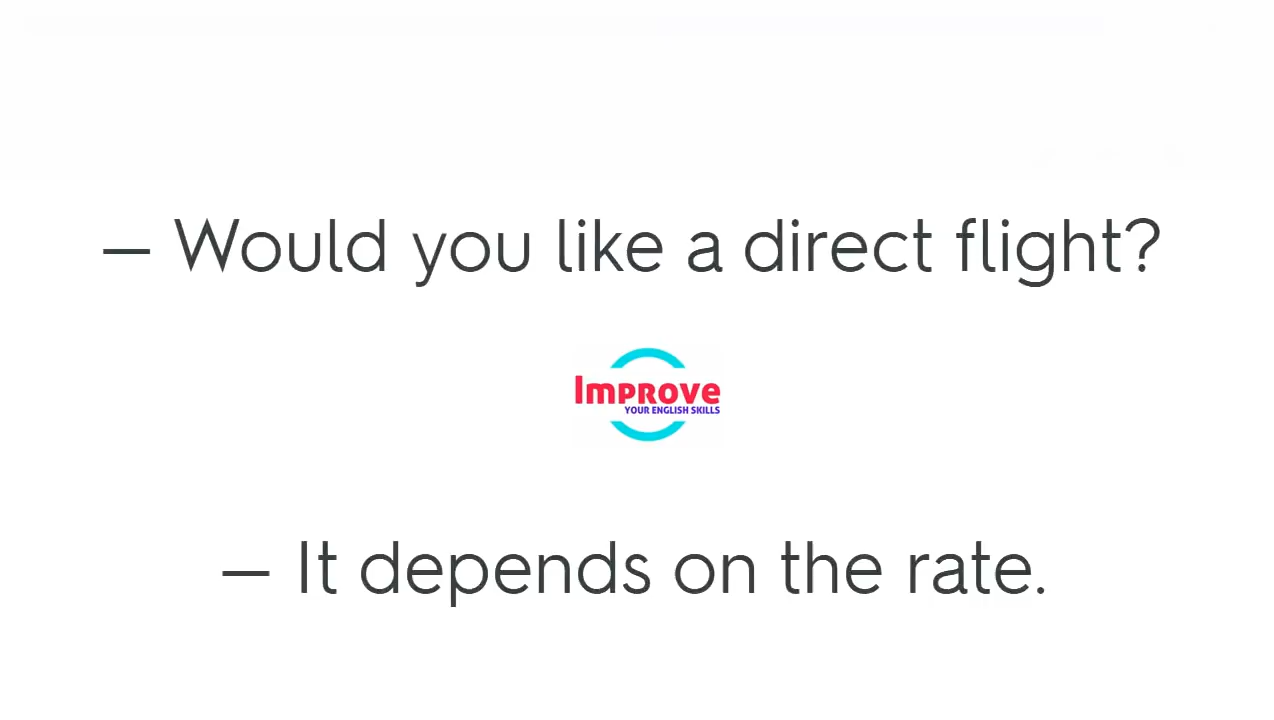 – Would you like a direct flight?
Improve
YOUR ENGLISH SKILLS
– It depends on the rate.